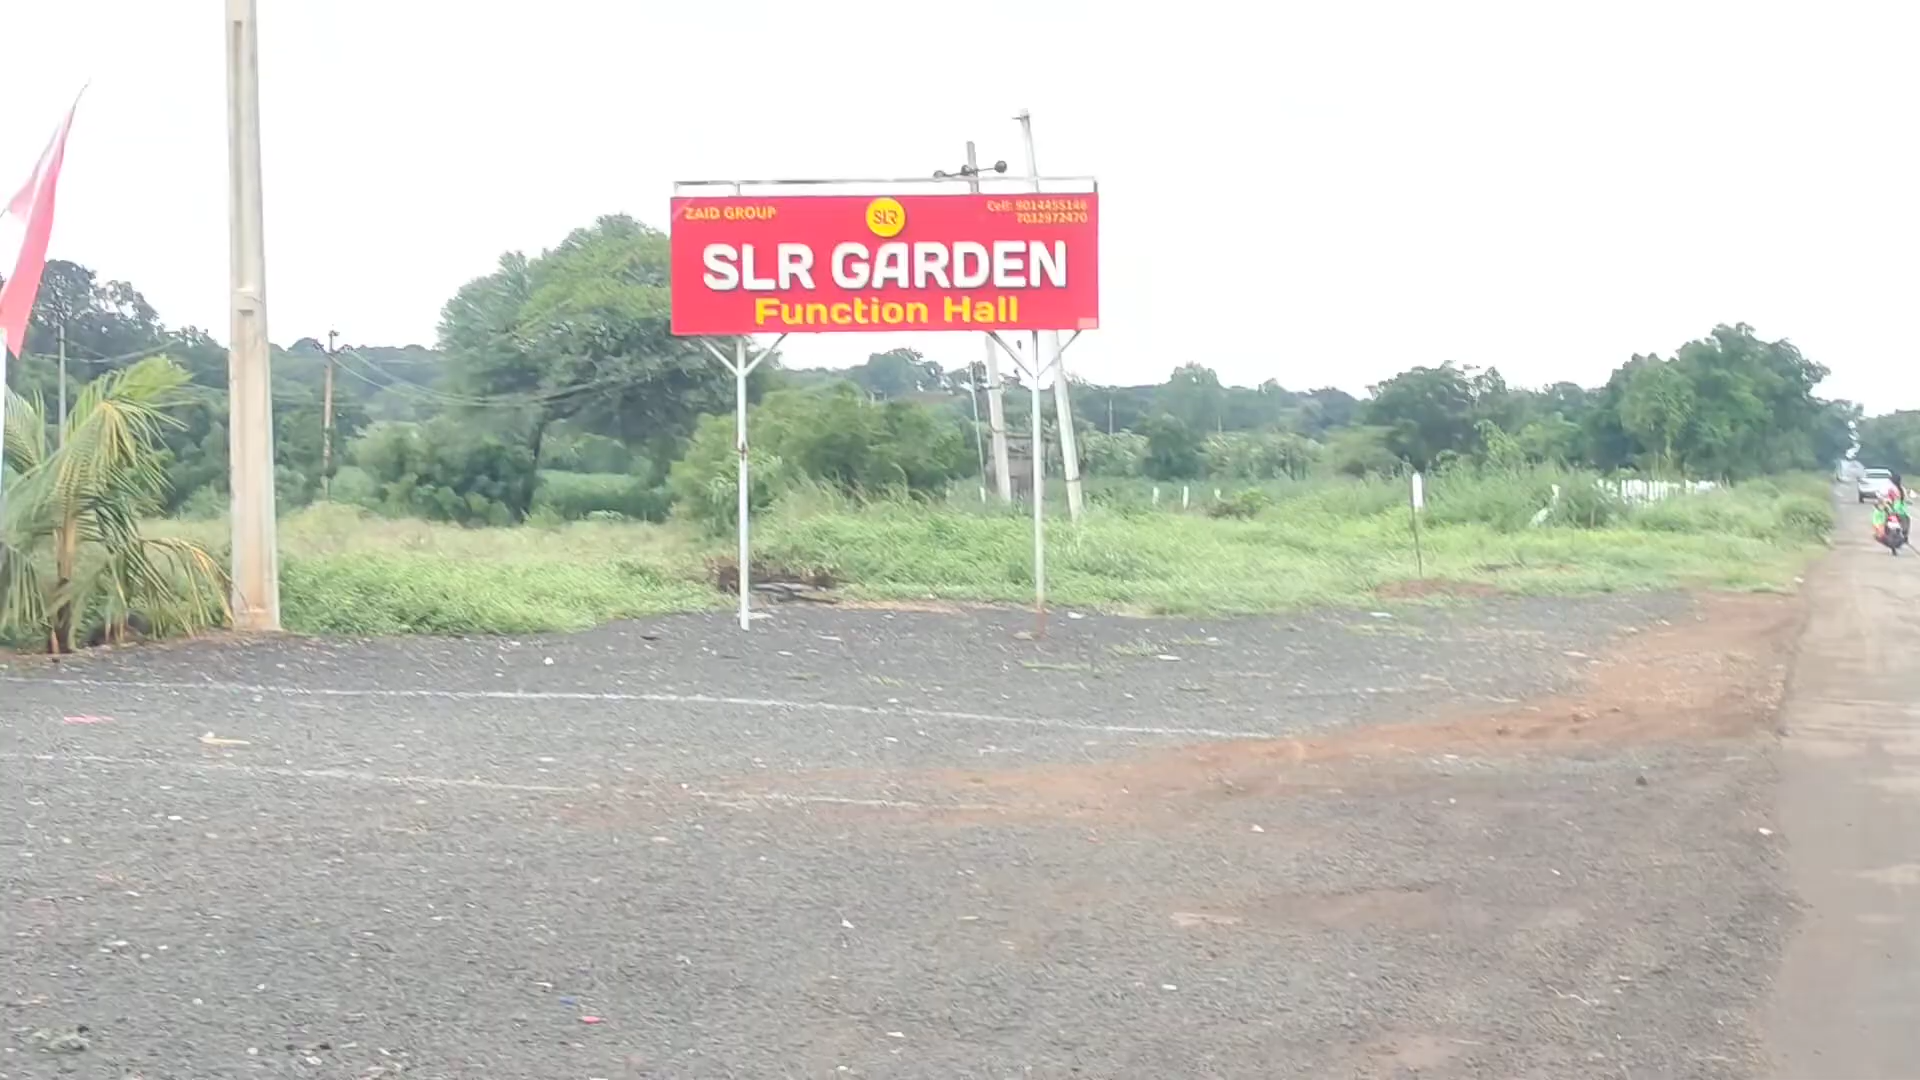 ZAID GROUP
SLR
Cell: 9014455146
7032972470
SLR GARDEN
Function Hall